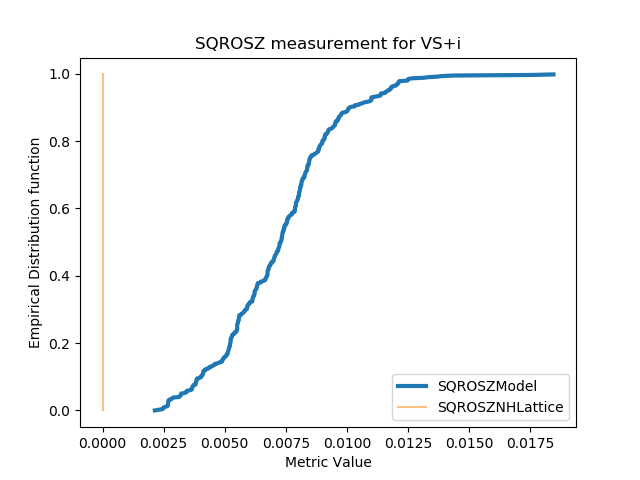 SQROSZ measurement for VS+i
Empirical Distribution function
1.0
0.8
0.6
0.4
0.2
0.0
SQROSZModel
SQROSZNHLattice
0.0000 0.0025 0.0050 0.0075 0.0100 0.0125 0.0150 0.0175
Metric Value